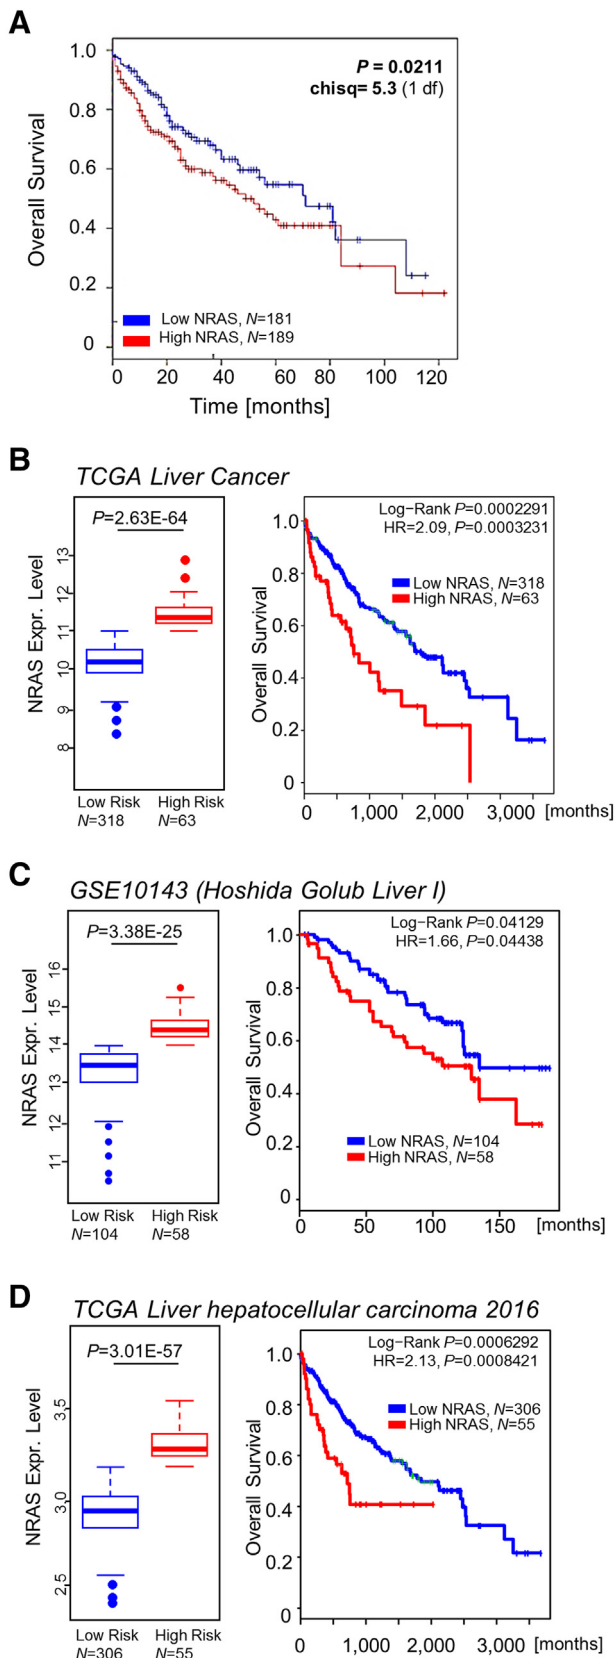 A
P = 0.0211
chisq= 5.3 (1 df)
Overall Survival
1.0
0.8
0.6
0.4
0.2
0
Low NRAS, N=181
High NRAS, N=189
0 20 40 60 80 100 120
Time [months]
B
TCGA Liver Cancer
P=2.63E-64
NRAS Expr. Level
13
12
11
10
9
8
Low Risk High Risk
N=318 N=63
Log-Rank P=0.0002291
HR=2.09, P=0.0003231
Low NRAS, N=318
High NRAS, N=63
Overall Survival
1.0
0.8
0.6
0.4
0.2
0
0 1,000 2,000 3,000 [months]
C
GSE10143 (Hoshida Golub Liver I)
P=3.38E-25
NRAS Expr. Level
16
15
14
13
12
11
Low Risk High Risk
N=104 N=58
Log-Rank P=0.04129
HR=1.66, P=0.04438
Overall Survival
1.0
0.8
0.6
0.4
0.2
0
Low NRAS, N=104
High NRAS, N=58
0 50 100 150 [months]
D
TCGA Liver hepatocellular carcinoma 2016
P=3.01E-57
NRAS Expr. Level
3.5
3.0
2.5
Low Risk High Risk
N=306 N=55
Log-Rank P=0.0006292
HR=2.13, P=0.0008421
Low NRAS, N=306
High NRAS, N=55
Overall Survival
1.0
0.8
0.6
0.4
0.2
0
0 1,000 2,000 3,000 [months]